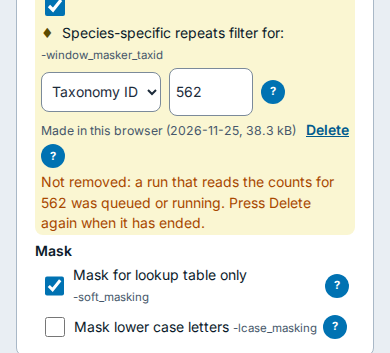 Species-specific repeats filter for:
-window_masker_taxid
Taxonomy ID 562 ?
Made in this browser (2026-11-25, 38.3 kB) Delete
?
Not removed: a run that reads the counts for
562 was queued or running. Press Delete
again when it has ended.
Mask
Mask for lookup table only
-soft_masking ?
Mask lower case letters -lcase_masking ?